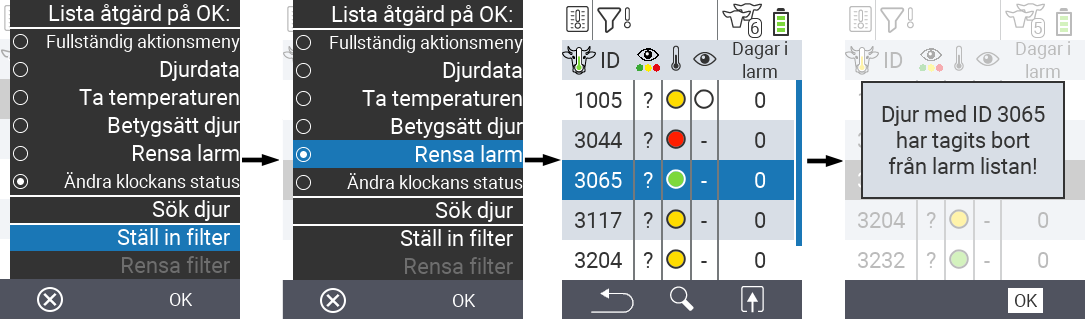 Lista åtgärd på OK:
Fullständig aktionsmeny
Djurdata
Ta temperaturen
Betygsätt djur
Rensa larm
Ändra klockans status
Sök djur
Ställ in filter
Rensa filter
OK
Lista åtgärd på OK:
Fullständig aktionsmeny
Djurdata
Ta temperaturen
Betygsätt djur
Rensa larm
Ändra klockans status
Sök djur
Ställ in filter
Rensa filter
OK
6
ID Dagar i
larm
1005 ? 0
3044 ? - 0
3065 ? - 0
3117 ? - 0
3204 ? - 0
5
ID Dagar i
larm
Djur med ID 3065
har tagits bort
från larm listan!
3204 ? - 0
3232 ? - 0
OK